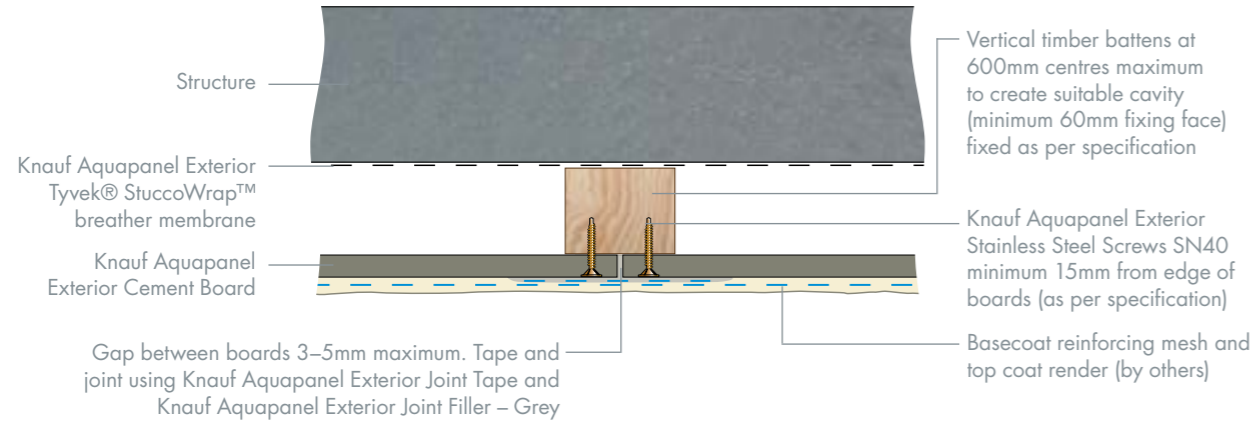 Structure
Knauf Aquapanel Exterior
Tyvek® StuccoWrap™
breather membrane
Knauf Aquapanel
Exterior Cement Board
Gap between boards 3–5mm maximum. Tape and
joint using Knauf Aquapanel Exterior Joint Tape and
Knauf Aquapanel Exterior Joint Filler – Grey
Vertical timber battens at
600mm centres maximum
to create suitable cavity
(minimum 60mm fixing face)
fixed as per specification
Knauf Aquapanel Exterior
Stainless Steel Screws SN40
minimum 15mm from edge of
boards (as per specification)
Basecoat reinforcing mesh and
top coat render (by others)